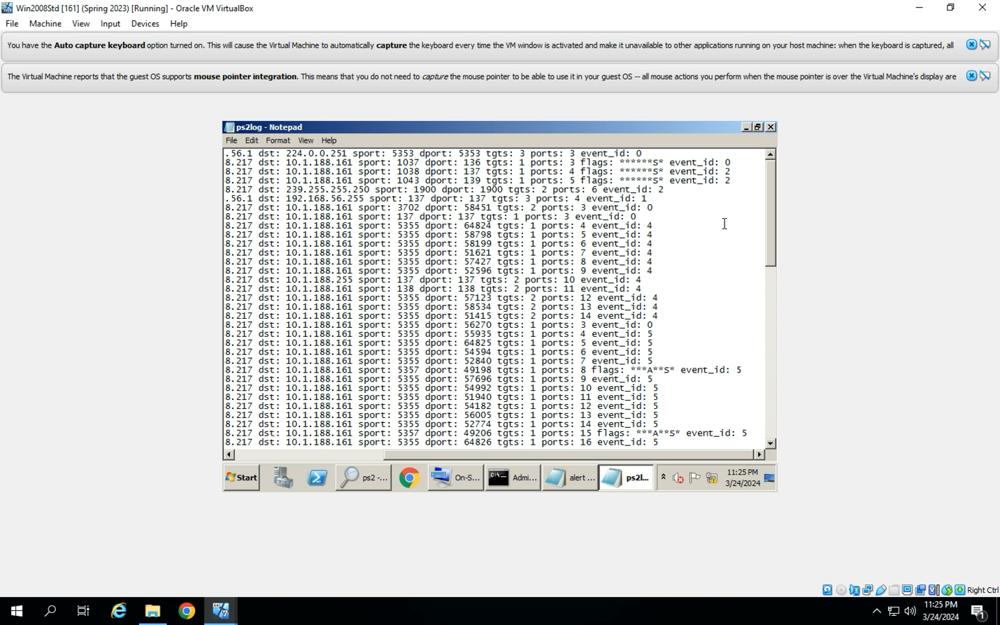 Win2008Std [161] (Spring 2023) [Running] - Oracle VM VirtualBox
File Machine View Input Devices Help
You have the Auto capture keyboard option turned on. This will cause the Virtual Machine to automatically capture the keyboard every time the VM window is activated and make it unavailable to other applications running on your host machine: when the keyboard is captured, all
The Virtual Machine reports that the guest OS supports mouse pointer integration. This means that you do not need to capture the mouse pointer to be able to use it in your guest OS -- all mouse actions you perform when the mouse pointer is over the Virtual Machine's display are
ps2log - Notepad
File Edit Format View Help
.56.1 dst: 224.0.0.251 sport: 5353 dport: 5353 tgts: 3 ports: 3 event_id: 0
8.217 dst: 10.1.188.161 sport: 1037 dport: 136 tgts: 1 ports: 3 flags: ******S* event_id: 0
8.217 dst: 10.1.188.161 sport: 1038 dport: 137 tgts: 1 ports: 4 flags: ******S* event_id: 2
8.217 dst: 10.1.188.161 sport: 1043 dport: 139 tgts: 1 ports: 5 flags: ******S* event_id: 2
8.217 dst: 239.255.255.250 sport: 1900 dport: 1900 tgts: 2 ports: 6 event_id: 2
.56.1 dst: 192.168.56.255 sport: 137 dport: 137 tgts: 3 ports: 4 event_id: 1
8.217 dst: 10.1.188.161 sport: 3702 dport: 58451 tgts: 2 ports: 3 event_id: 0
8.217 dst: 10.1.188.161 sport: 137 dport: 137 tgts: 1 ports: 3 event_id: 0
8.217 dst: 10.1.188.161 sport: 5355 dport: 64824 tgts: 1 ports: 4 event_id: 4
8.217 dst: 10.1.188.161 sport: 5355 dport: 58798 tgts: 1 ports: 5 event_id: 4
8.217 dst: 10.1.188.161 sport: 5355 dport: 58199 tgts: 1 ports: 6 event_id: 4
8.217 dst: 10.1.188.161 sport: 5355 dport: 51621 tgts: 1 ports: 7 event_id: 4
8.217 dst: 10.1.188.161 sport: 5355 dport: 57427 tgts: 1 ports: 8 event_id: 4
8.217 dst: 10.1.188.161 sport: 5355 dport: 52596 tgts: 1 ports: 9 event_id: 4
8.217 dst: 10.1.188.255 sport: 137 dport: 137 tgts: 2 ports: 10 event_id: 4
8.217 dst: 10.1.188.161 sport: 138 dport: 138 tgts: 2 ports: 11 event_id: 4
8.217 dst: 10.1.188.161 sport: 5355 dport: 57123 tgts: 2 ports: 12 event_id: 4
8.217 dst: 10.1.188.161 sport: 5355 dport: 58534 tgts: 2 ports: 13 event_id: 4
8.217 dst: 10.1.188.161 sport: 5355 dport: 51415 tgts: 2 ports: 14 event_id: 4
8.217 dst: 10.1.188.161 sport: 5355 dport: 56270 tgts: 1 ports: 3 event_id: 0
8.217 dst: 10.1.188.161 sport: 5355 dport: 55935 tgts: 1 ports: 4 event_id: 5
8.217 dst: 10.1.188.161 sport: 5355 dport: 64825 tgts: 1 ports: 5 event_id: 5
8.217 dst: 10.1.188.161 sport: 5355 dport: 54594 tgts: 1 ports: 6 event_id: 5
8.217 dst: 10.1.188.161 sport: 5355 dport: 52840 tgts: 1 ports: 7 event_id: 5
8.217 dst: 10.1.188.161 sport: 5357 dport: 49198 tgts: 1 ports: 8 flags: ***A**S* event_id: 5
8.217 dst: 10.1.188.161 sport: 5355 dport: 57696 tgts: 1 ports: 9 event_id: 5
8.217 dst: 10.1.188.161 sport: 5355 dport: 54992 tgts: 1 ports: 10 event_id: 5
8.217 dst: 10.1.188.161 sport: 5355 dport: 51940 tgts: 1 ports: 11 event_id: 5
8.217 dst: 10.1.188.161 sport: 5355 dport: 54182 tgts: 1 ports: 12 event_id: 5
8.217 dst: 10.1.188.161 sport: 5355 dport: 56005 tgts: 1 ports: 13 event_id: 5
8.217 dst: 10.1.188.161 sport: 5355 dport: 52774 tgts: 1 ports: 14 event_id: 5
8.217 dst: 10.1.188.161 sport: 5357 dport: 49206 tgts: 1 ports: 15 flags: ***A**S* event_id: 5
8.217 dst: 10.1.188.161 sport: 5355 dport: 64826 tgts: 1 ports: 16 event_id: 5
Start ps2 -... On-S... Admi... alert ... ps2l... 11:25 PM
3/24/2024
Right Ctrl
11:25 PM
3/24/2024
1